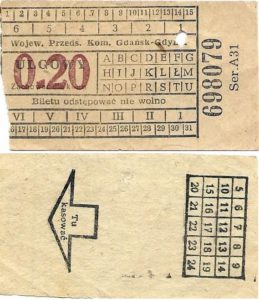 1 2 3 4 5 6 7 8 9 10 11 12 13 14 15
6 5 4 3 2 1
Wojew. Przeds. Kom. Gdańsk-Gdynia
ULGOWY
0.20
A B C D E F G
H I J K L Ł M
N O P R S T U
Biletu odstępować nie wolno
VI V IV III II I
16 17 18 19 20 21 22 23 24 25 26 27 28 29 30 31
698079
Ser.A31
Tu
kasować
5 6 7 8 9
10 11 12 13 14
15 16 17 18 19
20 21 22 23 24